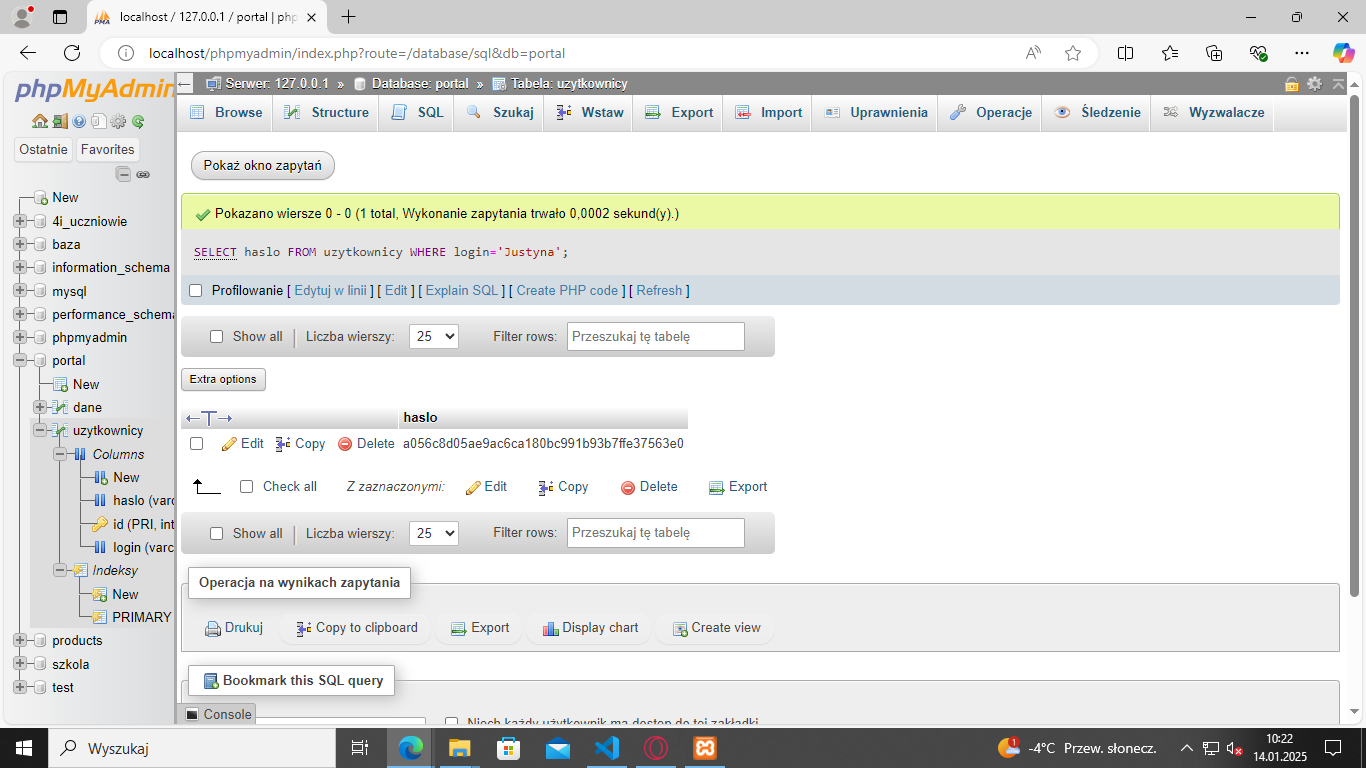 localhost / 127.0.0.1 / portal | php
localhost/phpmyadmin/index.php?route=/database/sql&db=portal
phpMyAdmin
Ostatnie Favorites
New
4i_uczniowie
baza
information_schema
mysql
performance_schema
phpmyadmin
portal
New
dane
uzytkownicy
Columns
New
haslo (varc
id (PRI, int
login (varc
Indeksy
New
PRIMARY
products
szkola
test
Serwer: 127.0.0.1 » Database: portal » Tabela: uzytkownicy
Browse Structure SQL Szukaj Wstaw Export Import Uprawnienia Operacje Śledzenie Wyzwalacze
Pokaż okno zapytań
Pokazano wiersze 0 - 0 (1 total, Wykonanie zapytania trwało 0,0002 sekund(y).)
SELECT haslo FROM uzytkownicy WHERE login='Justyna';
Profilowanie [ Edytuj w linii ] [ Edit ] [ Explain SQL ] [ Create PHP code ] [ Refresh ]
Show all Liczba wierszy: 25 Filter rows: Przeszukaj tę tabelę
Extra options
←T→ haslo
Edit Copy Delete a056c8d05ae9ac6ca180bc991b93b7ffe37563e0
Check all Z zaznaczonymi: Edit Copy Delete Export
Show all Liczba wierszy: 25 Filter rows: Przeszukaj tę tabelę
Operacja na wynikach zapytania
Drukuj Copy to clipboard Export Display chart Create view
Bookmark this SQL query
Console
Niech każdy użytkownik ma dostęp do tej zakładki
Wyszukaj
1 -4°C Przew. słonecz.
10:22
14.01.2025